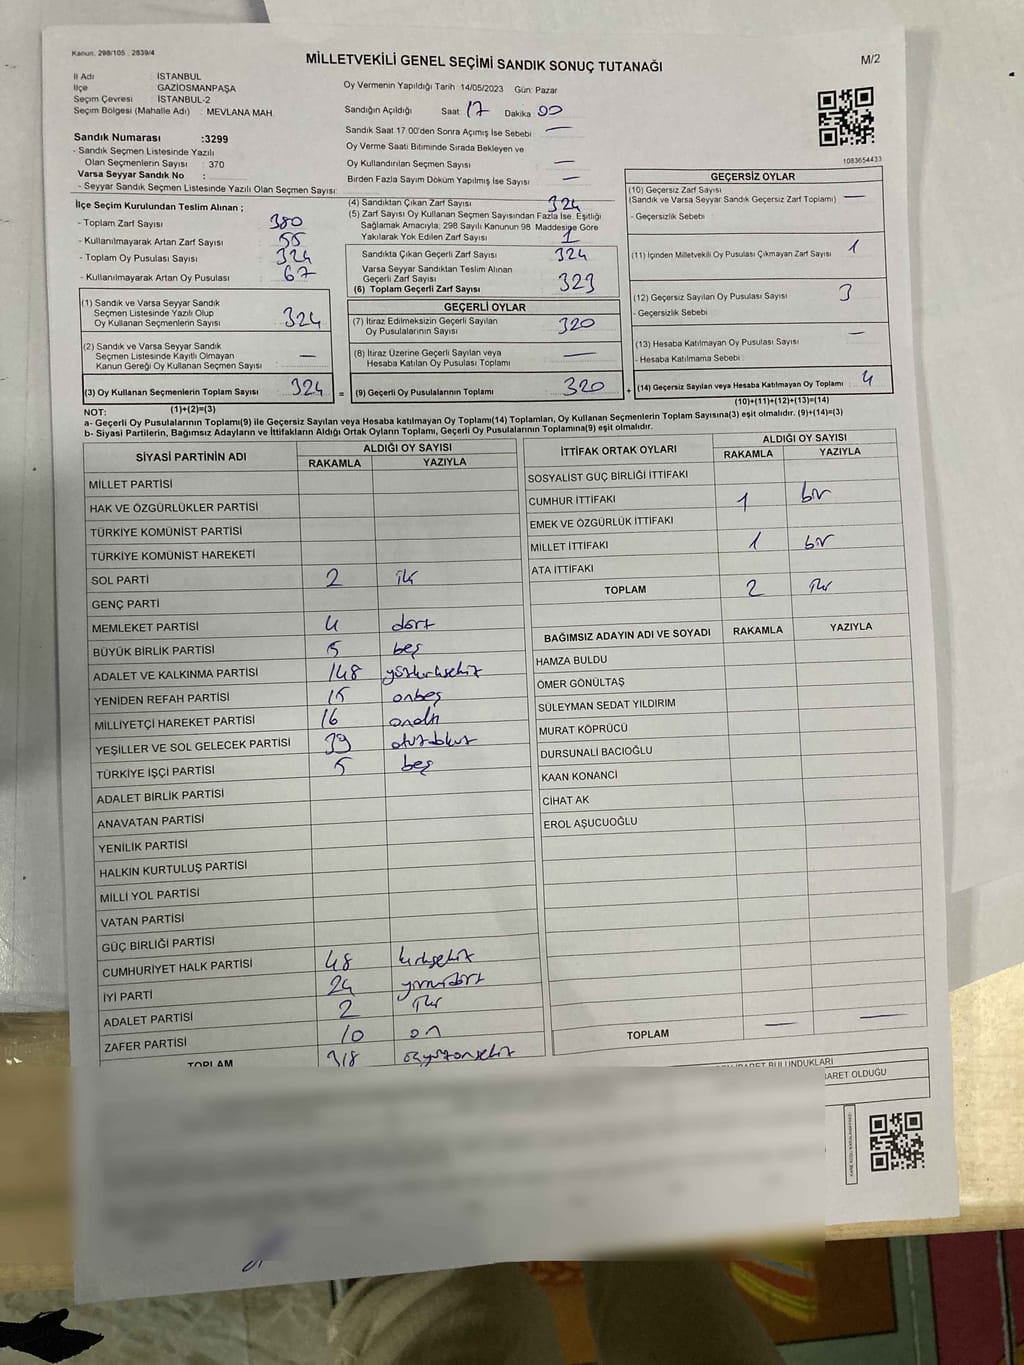 Kanun: 298/105 : 2839/4
MİLLETVEKİLİ GENEL SEÇİMİ SANDIK SONUÇ TUTANAĞI
M/2
İl Adı : İSTANBUL
İlçe : GAZİOSMANPAŞA
Seçim Çevresi : İSTANBUL-2
Seçim Bölgesi (Mahalle Adı) : MEVLANA MAH
Oy Vermenin Yapıldığı Tarih : 14/05/2023 Gün: Pazar
Sandığın Açıldığı Saat 17 Dakika 00
Sandık Saat 17.00'den Sonra Açımış İse Sebebi —
Oy Verme Saati Bitiminde Sırada Bekleyen ve
Oy Kullandırılan Seçmen Sayısı —
Birden Fazla Sayım Döküm Yapılmış İse Sayısı —
1083654433
Sandık Numarası :3299
- Sandık Seçmen Listesinde Yazılı
Olan Seçmenlerin Sayısı : 370
Varsa Seyyar Sandık No :
- Seyyar Sandık Seçmen Listesinde Yazılı Olan Seçmen Sayısı:
İlçe Seçim Kurulundan Teslim Alınan ;
- Toplam Zarf Sayısı 380
- Kullanılmayarak Artan Zarf Sayısı 55
- Toplam Oy Pusulası Sayısı 324
- Kullanılmayarak Artan Oy Pusulası 67
(1) Sandık ve Varsa Seyyar Sandık
Seçmen Listesinde Yazılı Olup
Oy Kullanan Seçmenlerin Sayısı 324
(2) Sandık ve Varsa Seyyar Sandık
Seçmen Listesinde Kayıtlı Olmayan
Kanun Gereği Oy Kullanan Seçmen Sayısı —
(3) Oy Kullanan Seçmenlerin Toplam Sayısı 324 =
(4) Sandıktan Çıkan Zarf Sayısı 324
(5) Zarf Sayısı Oy Kullanan Seçmen Sayısından Fazla İse, Eşitliği
Sağlamak Amacıyla, 298 Sayılı Kanunun 98. Maddesine Göre
Yakılarak Yok Edilen Zarf Sayısı 1
Sandıkta Çıkan Geçerli Zarf Sayısı 324
Varsa Seyyar Sandıktan Teslim Alınan
Geçerli Zarf Sayısı
(6) Toplam Geçerli Zarf Sayısı 323
GEÇERLİ OYLAR
(7) İtiraz Edilmeksizin Geçerli Sayılan
Oy Pusulalarının Sayısı 320
(8) İtiraz Üzerine Geçerli Sayılan veya
Hesaba Katılan Oy Pusulası Toplamı —
(9) Geçerli Oy Pusulalarının Toplamı 320 +
GEÇERSİZ OYLAR
(10) Geçersiz Zarf Sayısı
(Sandık ve Varsa Seyyar Sandık Geçersiz Zarf Toplamı) —
- Geçersizlik Sebebi
(11) İçinden Milletvekili Oy Pusulası Çıkmayan Zarf Sayısı 1
(12) Geçersiz Sayılan Oy Pusulası Sayısı 3
- Geçersizlik Sebebi
(13) Hesaba Katılmayan Oy Pusulası Sayısı —
- Hesaba Katılmama Sebebi :
(14) Geçersiz Sayılan veya Hesaba Katılmayan Oy Toplamı 4
NOT: (1)+(2)=(3)
(10)+(11)+(12)+(13)=(14)
a- Geçerli Oy Pusulalarının Toplamı(9) ile Geçersiz Sayılan veya Hesaba Katılmayan Oy Toplamı(14) Toplamları, Oy Kullanan Seçmenlerin Toplam Sayısına(3) eşit olmalıdır. (9)+(14)=(3)
b- Siyasi Partilerin, Bağımsız Adayların ve İttifakların Aldığı Ortak Oyların Toplamı, Geçerli Oy Pusulalarının Toplamına(9) eşit olmalıdır.
SİYASİ PARTİNİN ADI
ALDIĞI OY SAYISI
RAKAMLA YAZIYLA
MİLLET PARTİSİ
HAK VE ÖZGÜRLÜKLER PARTİSİ
TÜRKİYE KOMÜNİST PARTİSİ
TÜRKİYE KOMÜNİST HAREKETİ
SOL PARTİ 2 iki
GENÇ PARTİ
MEMLEKET PARTİSİ 4 dört
BÜYÜK BİRLİK PARTİSİ 5 beş
ADALET VE KALKINMA PARTİSİ 148 yüzkırksekiz
YENİDEN REFAH PARTİSİ 15 onbeş
MİLLİYETÇİ HAREKET PARTİSİ 16 onaltı
YEŞİLLER VE SOL GELECEK PARTİSİ 39 otuzdokuz
TÜRKİYE İŞÇİ PARTİSİ 5 beş
ADALET BİRLİK PARTİSİ
ANAVATAN PARTİSİ
YENİLİK PARTİSİ
HALKIN KURTULUŞ PARTİSİ
MİLLİ YOL PARTİSİ
VATAN PARTİSİ
GÜÇ BİRLİĞİ PARTİSİ
CUMHURİYET HALK PARTİSİ 48 kırksekiz
İYİ PARTİ 24 yirmidört
ADALET PARTİSİ 2 iki
ZAFER PARTİSİ 10 on
TOPLAM 318 üçyüzonsekiz
İTTİFAK ORTAK OYLARI
ALDIĞI OY SAYISI
RAKAMLA YAZIYLA
SOSYALİST GÜÇ BİRLİĞİ İTTİFAKI
CUMHUR İTTİFAKI 1 bir
EMEK VE ÖZGÜRLÜK İTTİFAKI
MİLLET İTTİFAKI 1 bir
ATA İTTİFAKI
TOPLAM 2 iki
BAĞIMSIZ ADAYIN ADI VE SOYADI RAKAMLA YAZIYLA
HAMZA BULDU
ÖMER GÖNÜLTAŞ
SÜLEYMAN SEDAT YILDIRIM
MURAT KÖPRÜCÜ
DURSUNALİ BACIOĞLU
KAAN KONANCİ
CİHAT AK
EROL AŞUCUOĞLU
TOPLAM — —
BULUNDUKLARI
İBARET OLDUĞU